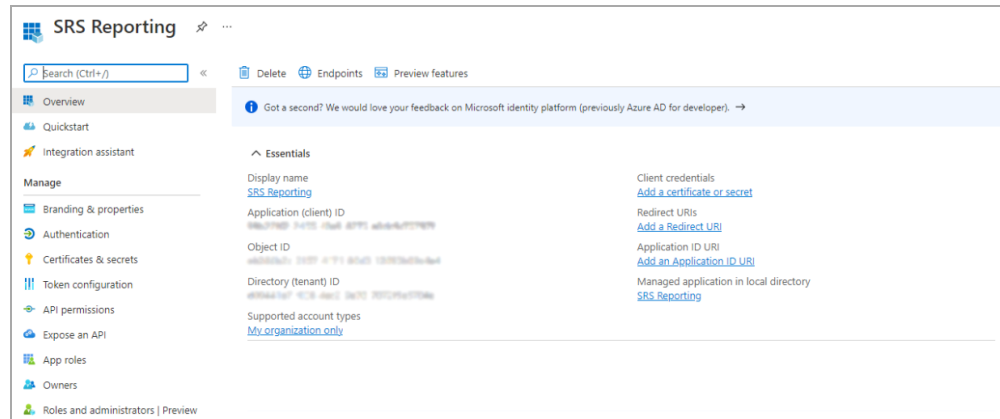 SRS Reporting ...
Search (Ctrl+/)
«
Overview
Quickstart
Integration assistant
Manage
Branding & properties
Authentication
Certificates & secrets
Token configuration
API permissions
Expose an API
App roles
Owners
Roles and administrators | Preview
Delete Endpoints Preview features
Got a second? We would love your feedback on Microsoft identity platform (previously Azure AD for developer). →
Essentials
Display name
SRS Reporting
Application (client) ID
Object ID
Directory (tenant) ID
Supported account types
My organization only
Client credentials
Add a certificate or secret
Redirect URIs
Add a Redirect URI
Application ID URI
Add an Application ID URI
Managed application in local directory
SRS Reporting